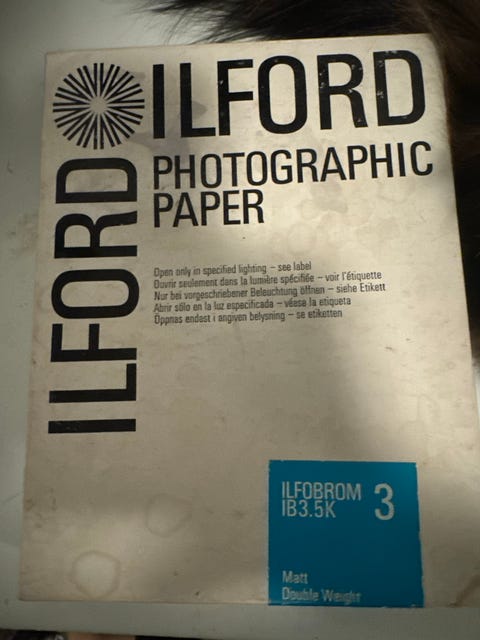 ILFORD
ILFORD
PHOTOGRAPHIC
PAPER
Open only in specified lighting – see label
Ouvrir seulement dans la lumière spécifiée – voir l'étiquette
Nur bei vorgeschriebener Beleuchtung öffnen – siehe Etikett
Abrir sólo en la luz especificada – véase la etiqueta
Öppnas endast i angiven belysning – se etiketten
ILFOBROM 3
IB3.5K
Matt
Double Weight